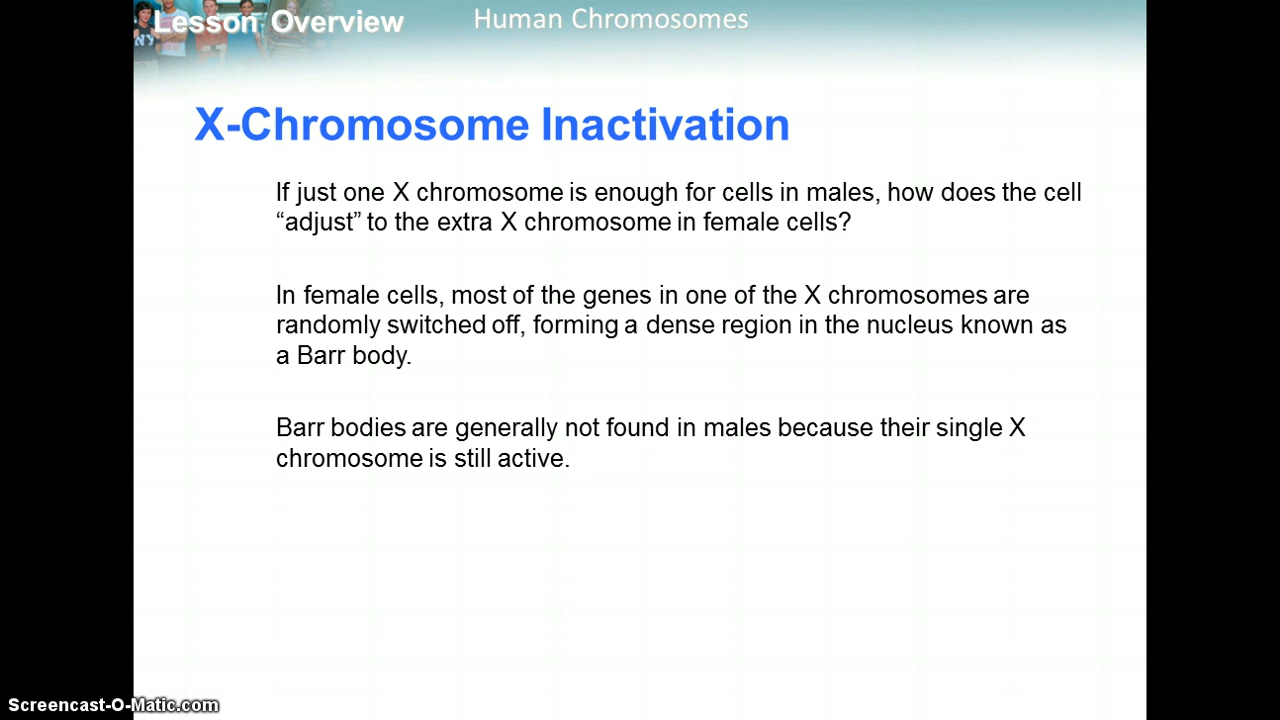 Lesson Overview Human Chromosomes
X-Chromosome Inactivation
If just one X chromosome is enough for cells in males, how does the cell
“adjust” to the extra X chromosome in female cells?
In female cells, most of the genes in one of the X chromosomes are
randomly switched off, forming a dense region in the nucleus known as
a Barr body.
Barr bodies are generally not found in males because their single X
chromosome is still active.
Screencast-O-Matic.com